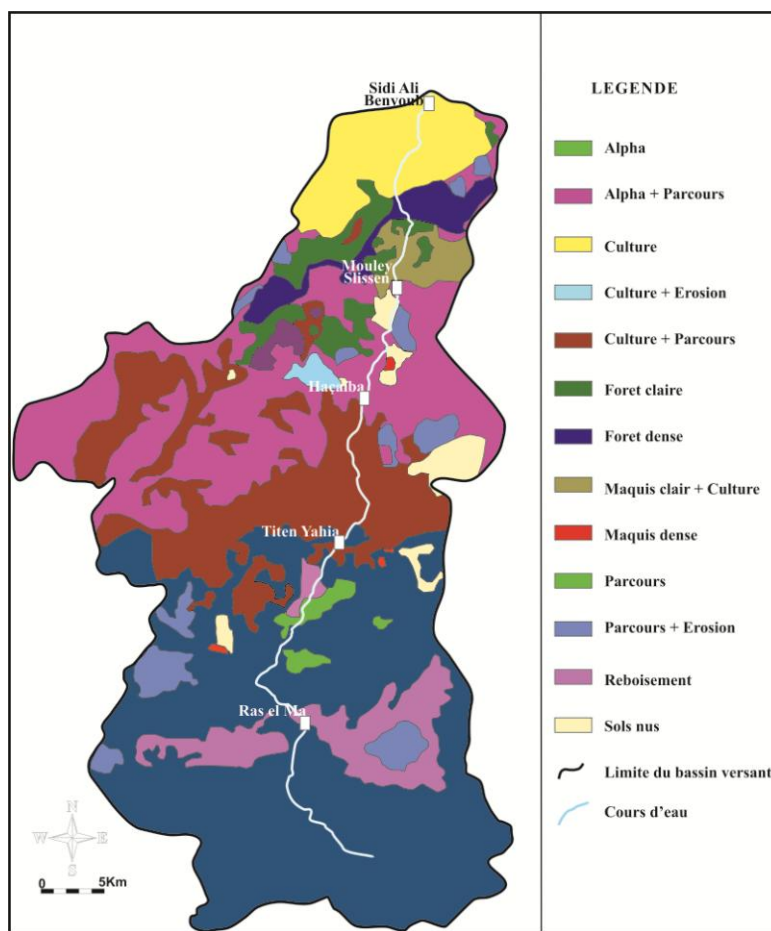 Sidi Ali
Benyoub
Mouley
Slissen
Haçaiba
Titen Yahia
Ras el Ma
N
W E
S
0 5Km
LEGENDE
Alpha
Alpha + Parcours
Culture
Culture + Erosion
Culture + Parcours
Foret claire
Foret dense
Maquis clair + Culture
Maquis dense
Parcours
Parcours + Erosion
Reboisement
Sols nus
Limite du bassin versant
Cours d'eau